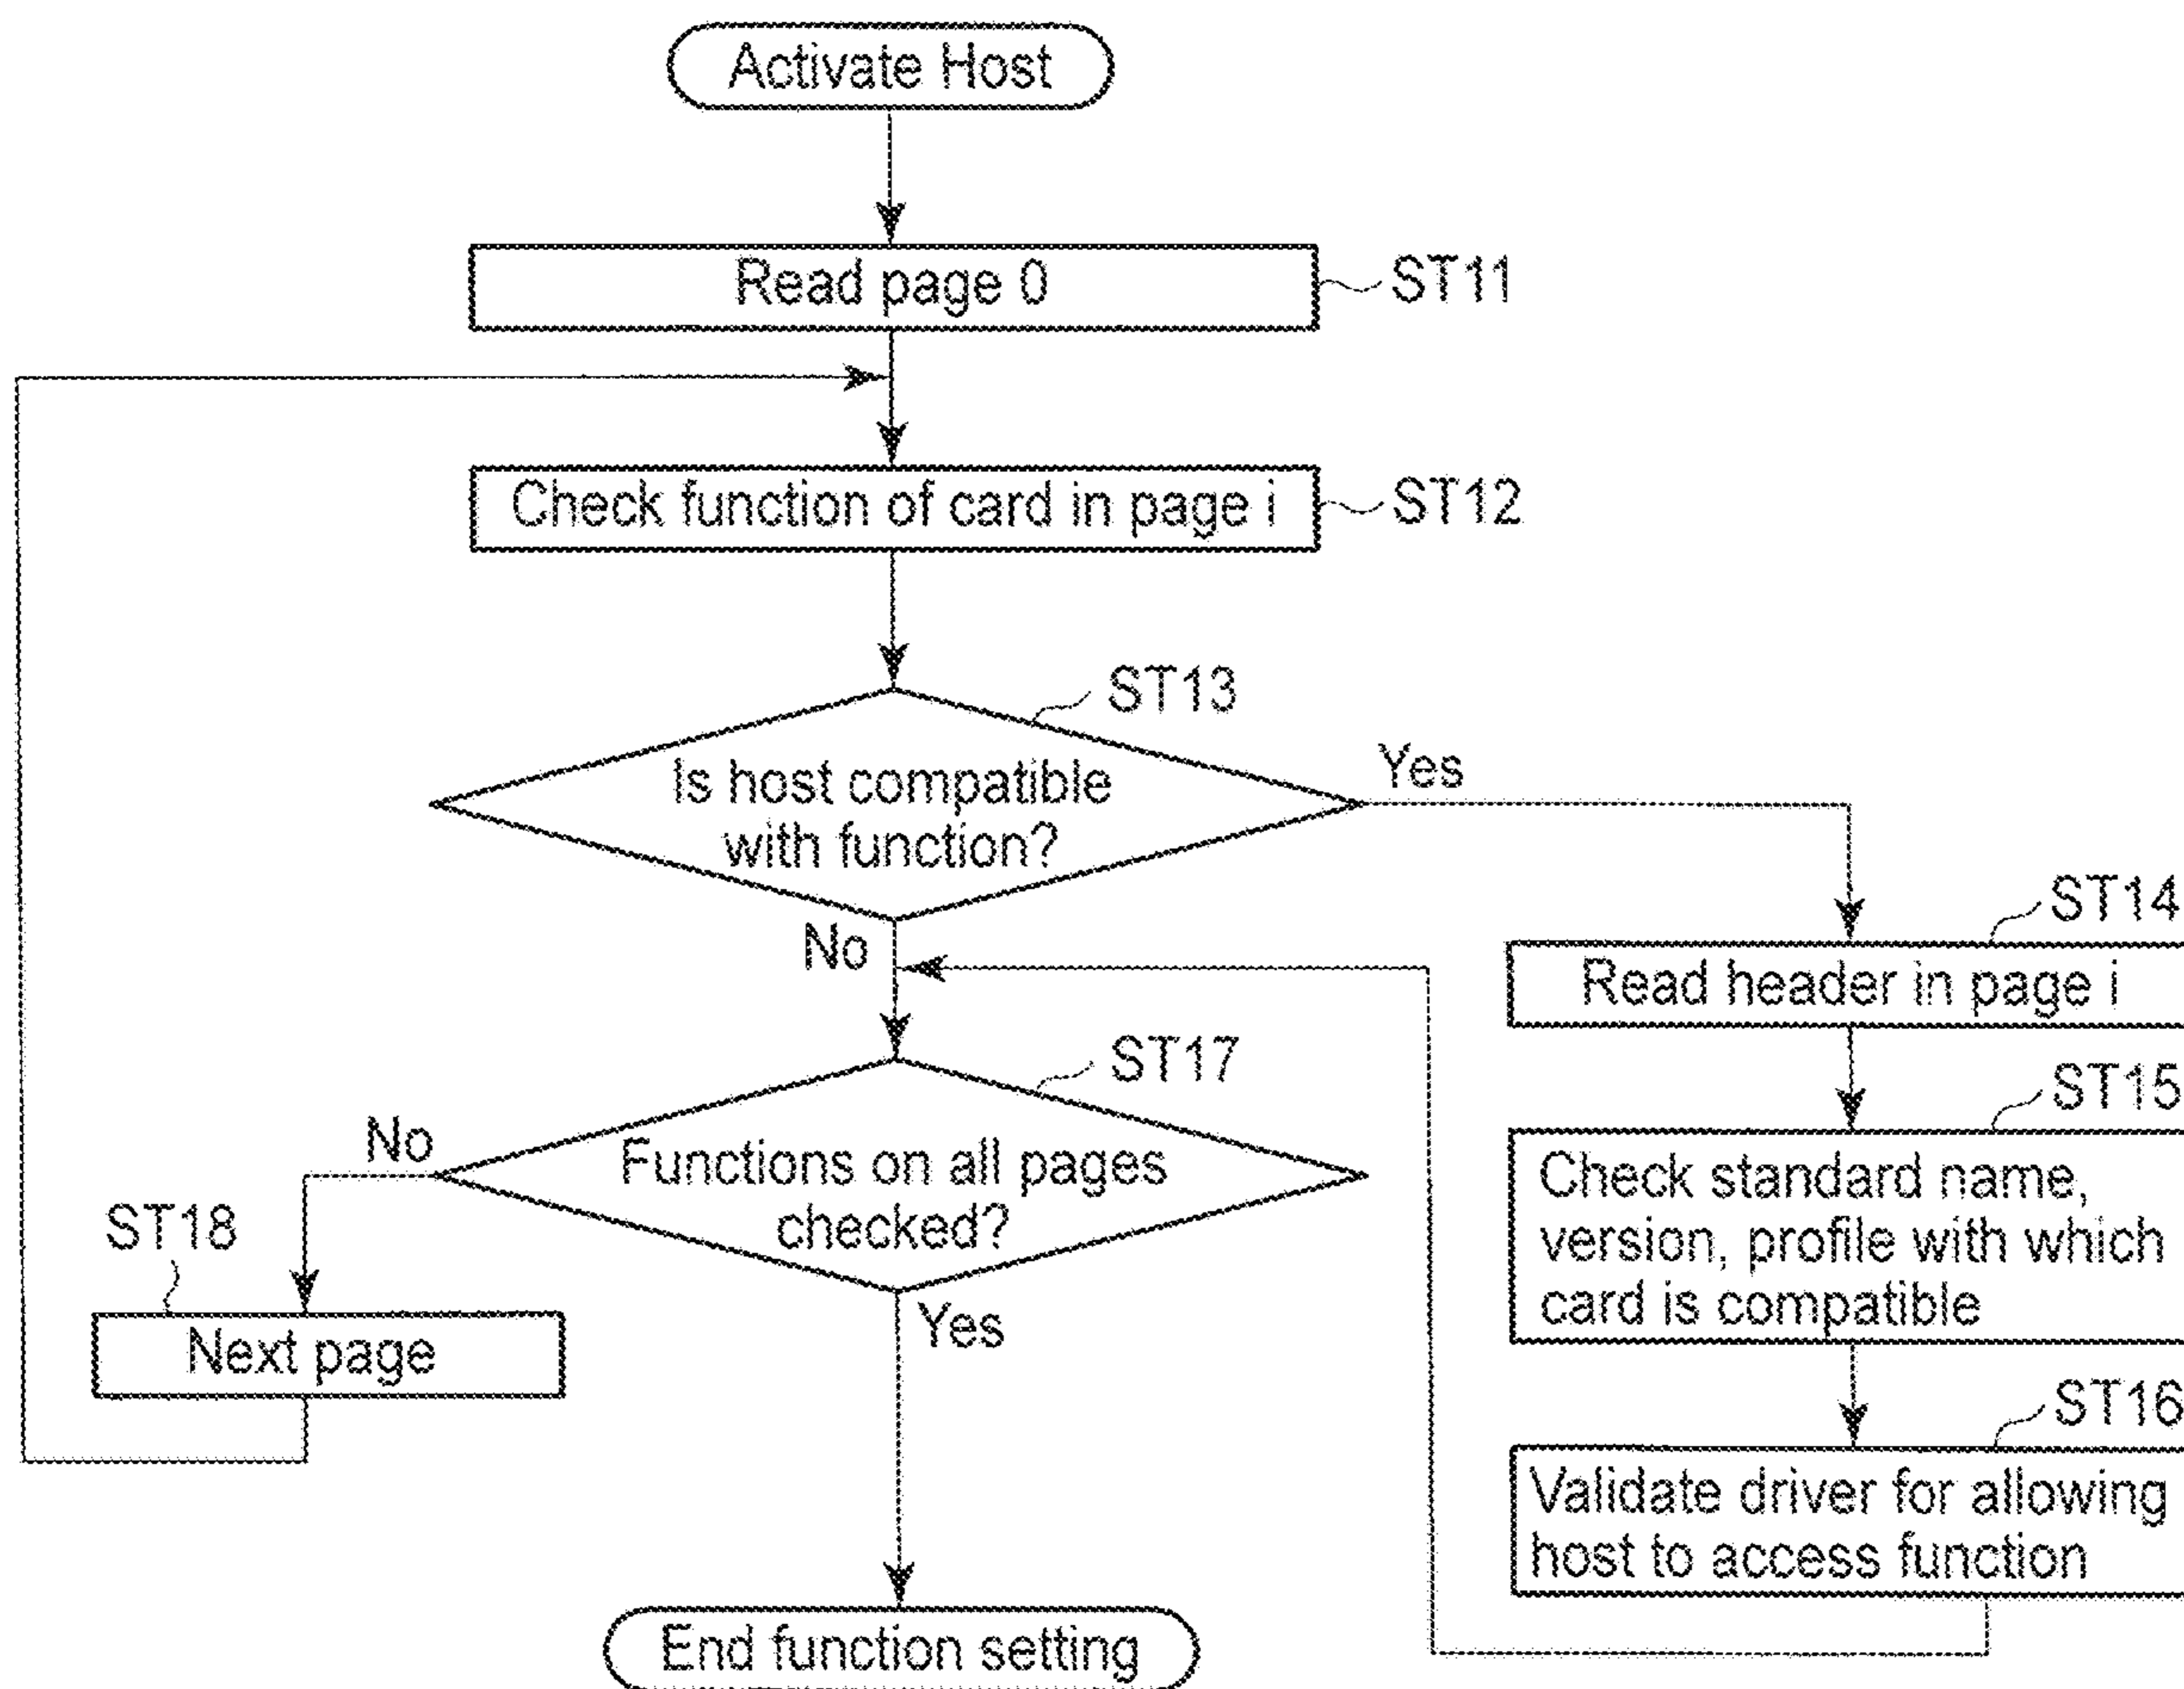 Activate Host
Read page 0
ST11
Check function of card in page i
ST12
ST13
Is host compatible
with function?
Yes
No
ST14
Read header in page i
ST15
Check standard name,
version, profile with which
card is compatible
ST16
Validate driver for allowing
host to access function
ST17
Functions on all pages
checked?
No
ST18
Next page
Yes
End function setting